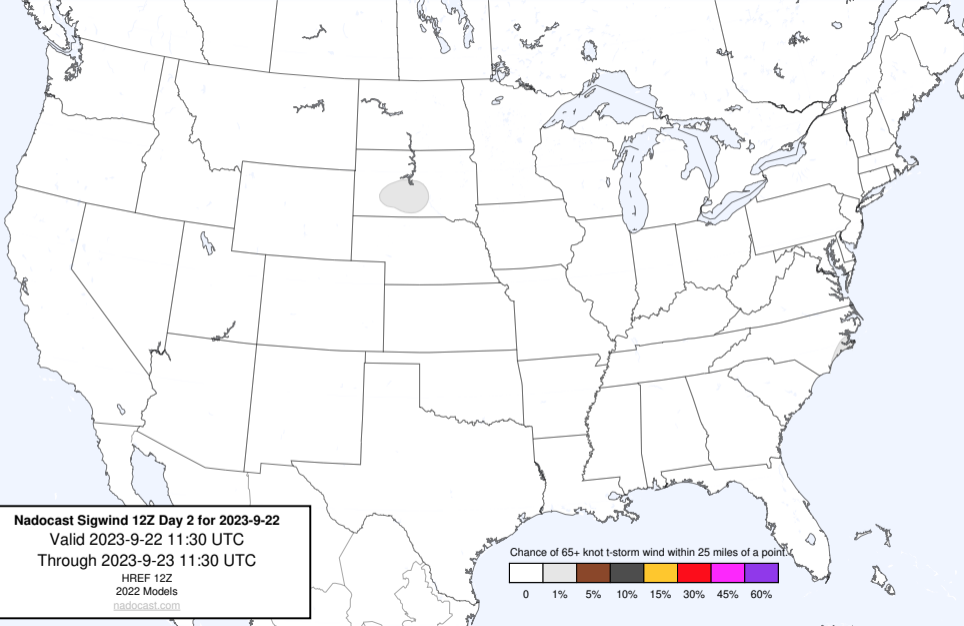 Nadocast Sigwind 12Z Day 2 for 2023-9-22
Valid 2023-9-22 11:30 UTC
Through 2023-9-23 11:30 UTC
HREF 12Z
2022 Models
nadocast.com
Chance of 65+ knot t-storm wind within 25 miles of a point.
0 1% 5% 10% 15% 30% 45% 60%